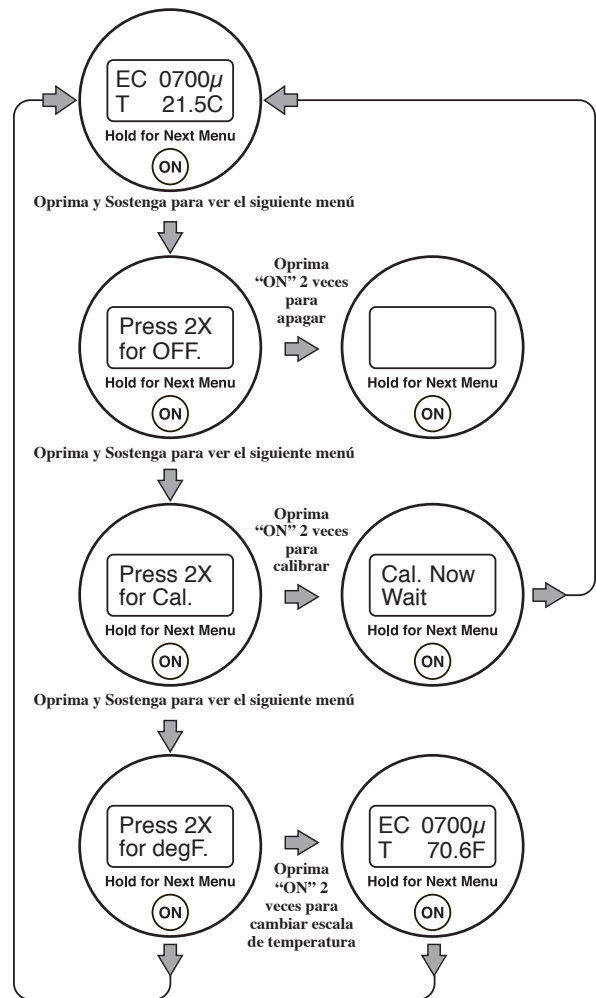 EC 0700µ
T 21.5C
Hold for Next Menu
ON
Oprima y Sostenga para ver el siguiente menú
Press 2X
for OFF.
Hold for Next Menu
ON
Oprima
“ON” 2 veces
para
apagar
Hold for Next Menu
ON
Oprima y Sostenga para ver el siguiente menú
Press 2X
for Cal.
Hold for Next Menu
ON
Oprima
“ON” 2 veces
para
calibrar
Cal. Now
Wait
Hold for Next Menu
ON
Oprima y Sostenga para ver el siguiente menú
Press 2X
for degF.
Hold for Next Menu
ON
Oprima
“ON” 2
veces para
cambiar escala
de temperatura
EC 0700µ
T 70.6F
Hold for Next Menu
ON